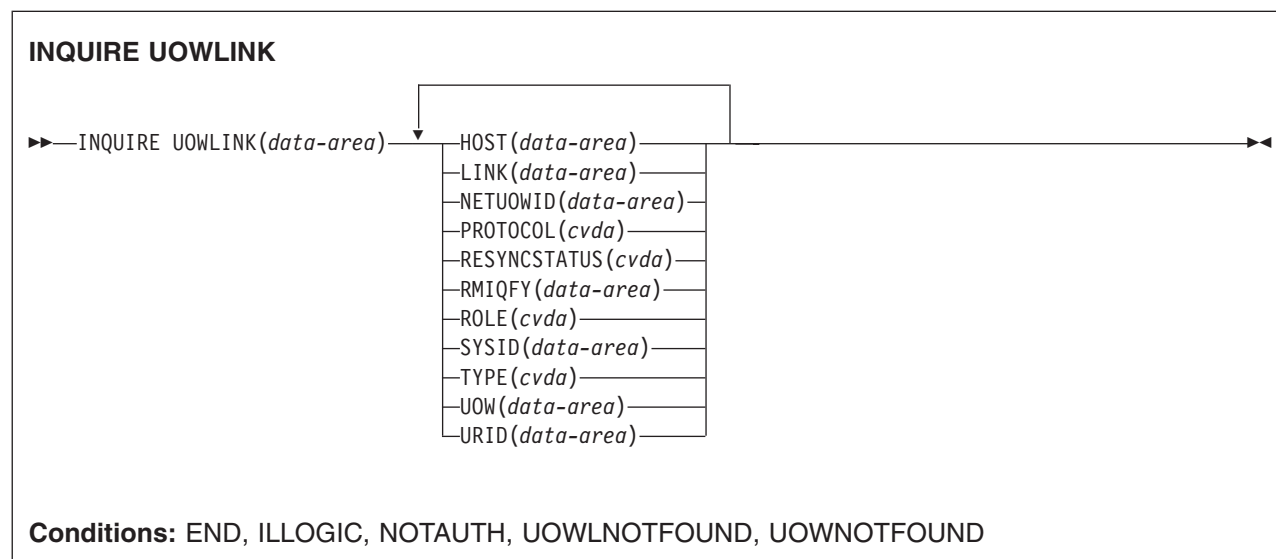 INQUIRE UOWLINK
INQUIRE UOWLINK(data-area)
HOST(data-area)
LINK(data-area)
NETUOWID(data-area)
PROTOCOL(cvda)
RESYNCSTATUS(cvda)
RMIQFY(data-area)
ROLE(cvda)
SYSID(data-area)
TYPE(cvda)
UOW(data-area)
URID(data-area)
Conditions: END, ILLOGIC, NOTAUTH, UOWLNOTFOUND, UOWNOTFOUND